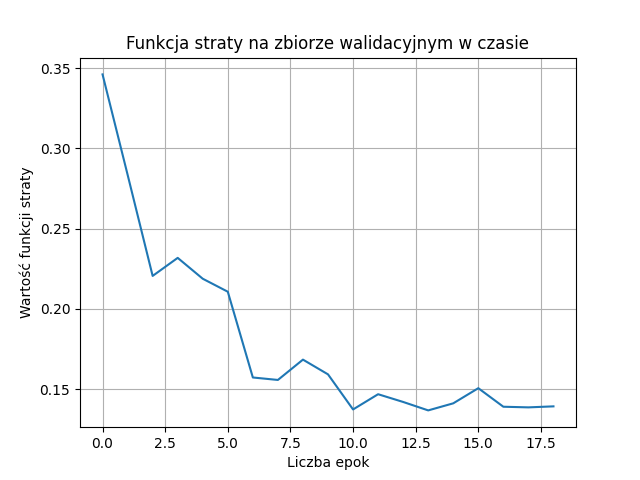 Funkcja straty na zbiorze walidacyjnym w czasie
0.35
0.30
0.25
0.20
0.15
Wartość funkcji straty
0.0 2.5 5.0 7.5 10.0 12.5 15.0 17.5
Liczba epok